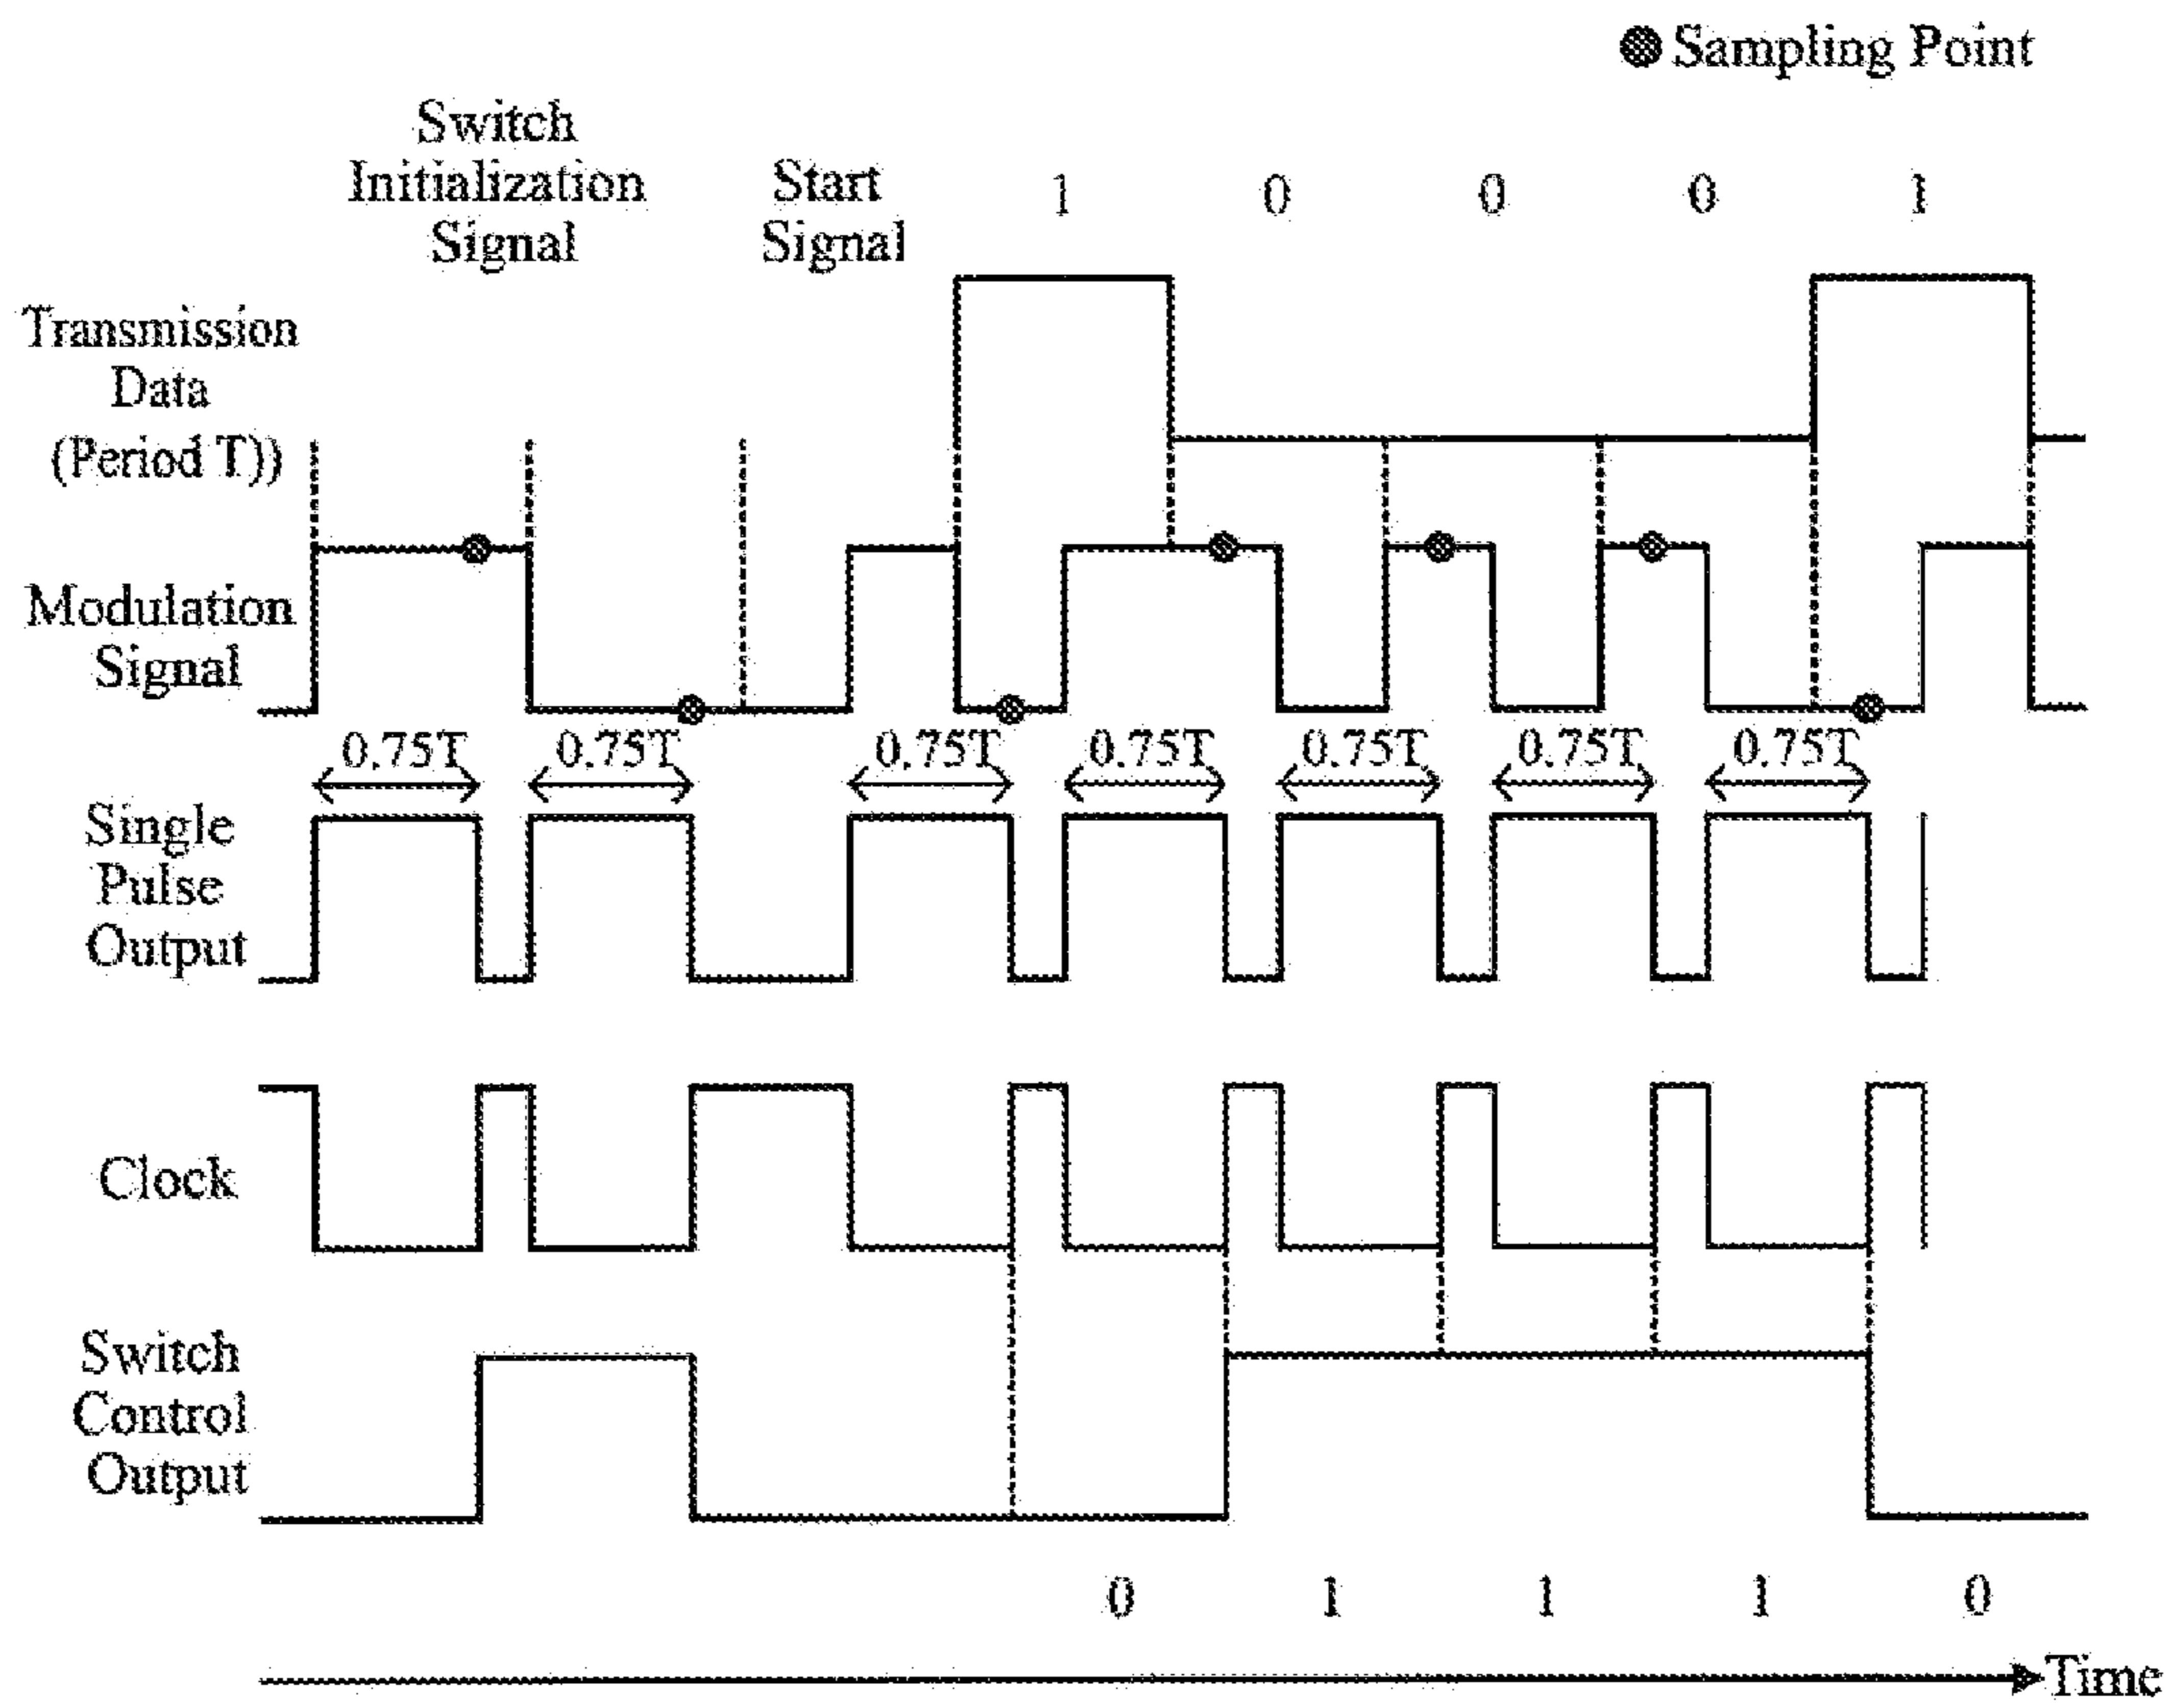 Sampling Point
Switch
Initialization
Signal
Start
Signal
1 0 0 0 1
Transmission
Data
(Period T))
Modulation
Signal
0.75T 0.75T 0.75T 0.75T 0.75T 0.75T 0.75T
Single
Pulse
Output
Clock
Switch
Control
Output
0 1 1 1 0
Time